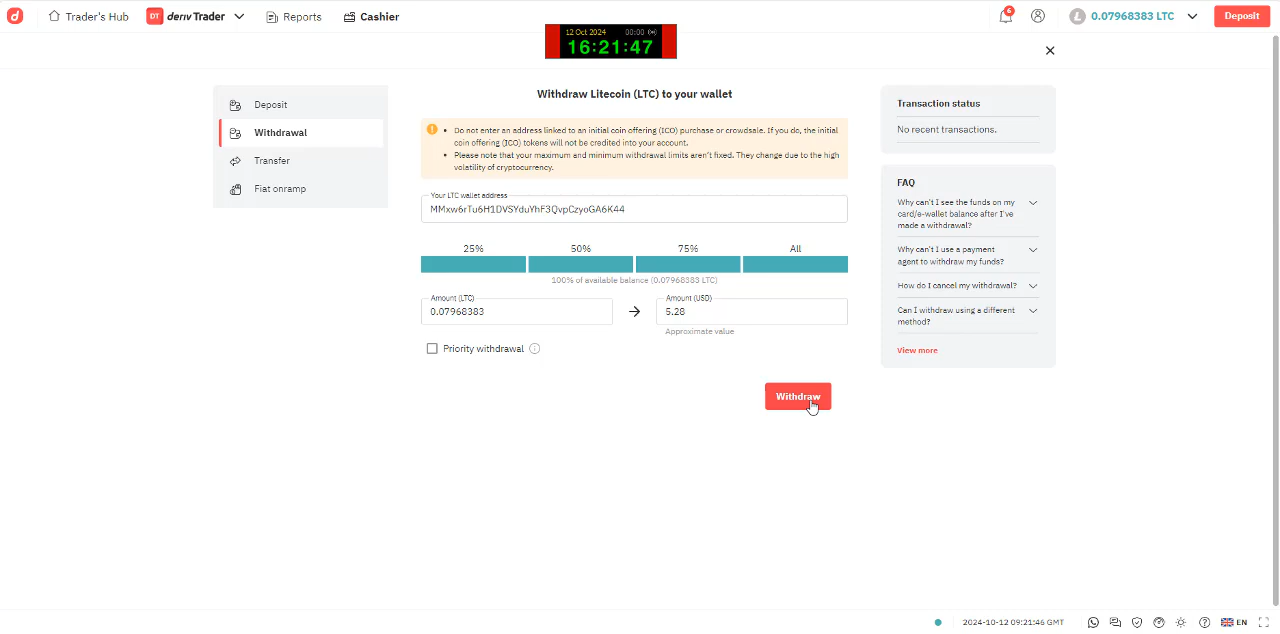 Trader's Hub
DT deriv Trader
Reports
Cashier
6
0.07968383 LTC
Deposit
12 Oct 2024 00:00
16:21:47
Deposit
Withdrawal
Transfer
Fiat onramp
Withdraw Litecoin (LTC) to your wallet
Do not enter an address linked to an initial coin offering (ICO) purchase or crowdsale. If you do, the initial
coin offering (ICO) tokens will not be credited into your account.
Please note that your maximum and minimum withdrawal limits aren't fixed. They change due to the high
volatility of cryptocurrency.
Your LTC wallet address
MMxw6rTu6H1DVSYduYhF3QvpCzyoGA6K44
25% 50% 75% All
100% of available balance (0.07968383 LTC)
Amount (LTC)
0.07968383
Amount (USD)
5.28
Approximate value
Priority withdrawal
Withdraw
Transaction status
No recent transactions.
FAQ
Why can't I see the funds on my
card/e-wallet balance after I've
made a withdrawal?
Why can't I use a payment
agent to withdraw my funds?
How do I cancel my withdrawal?
Can I withdraw using a different
method?
View more
2024-10-12 09:21:46 GMT
EN